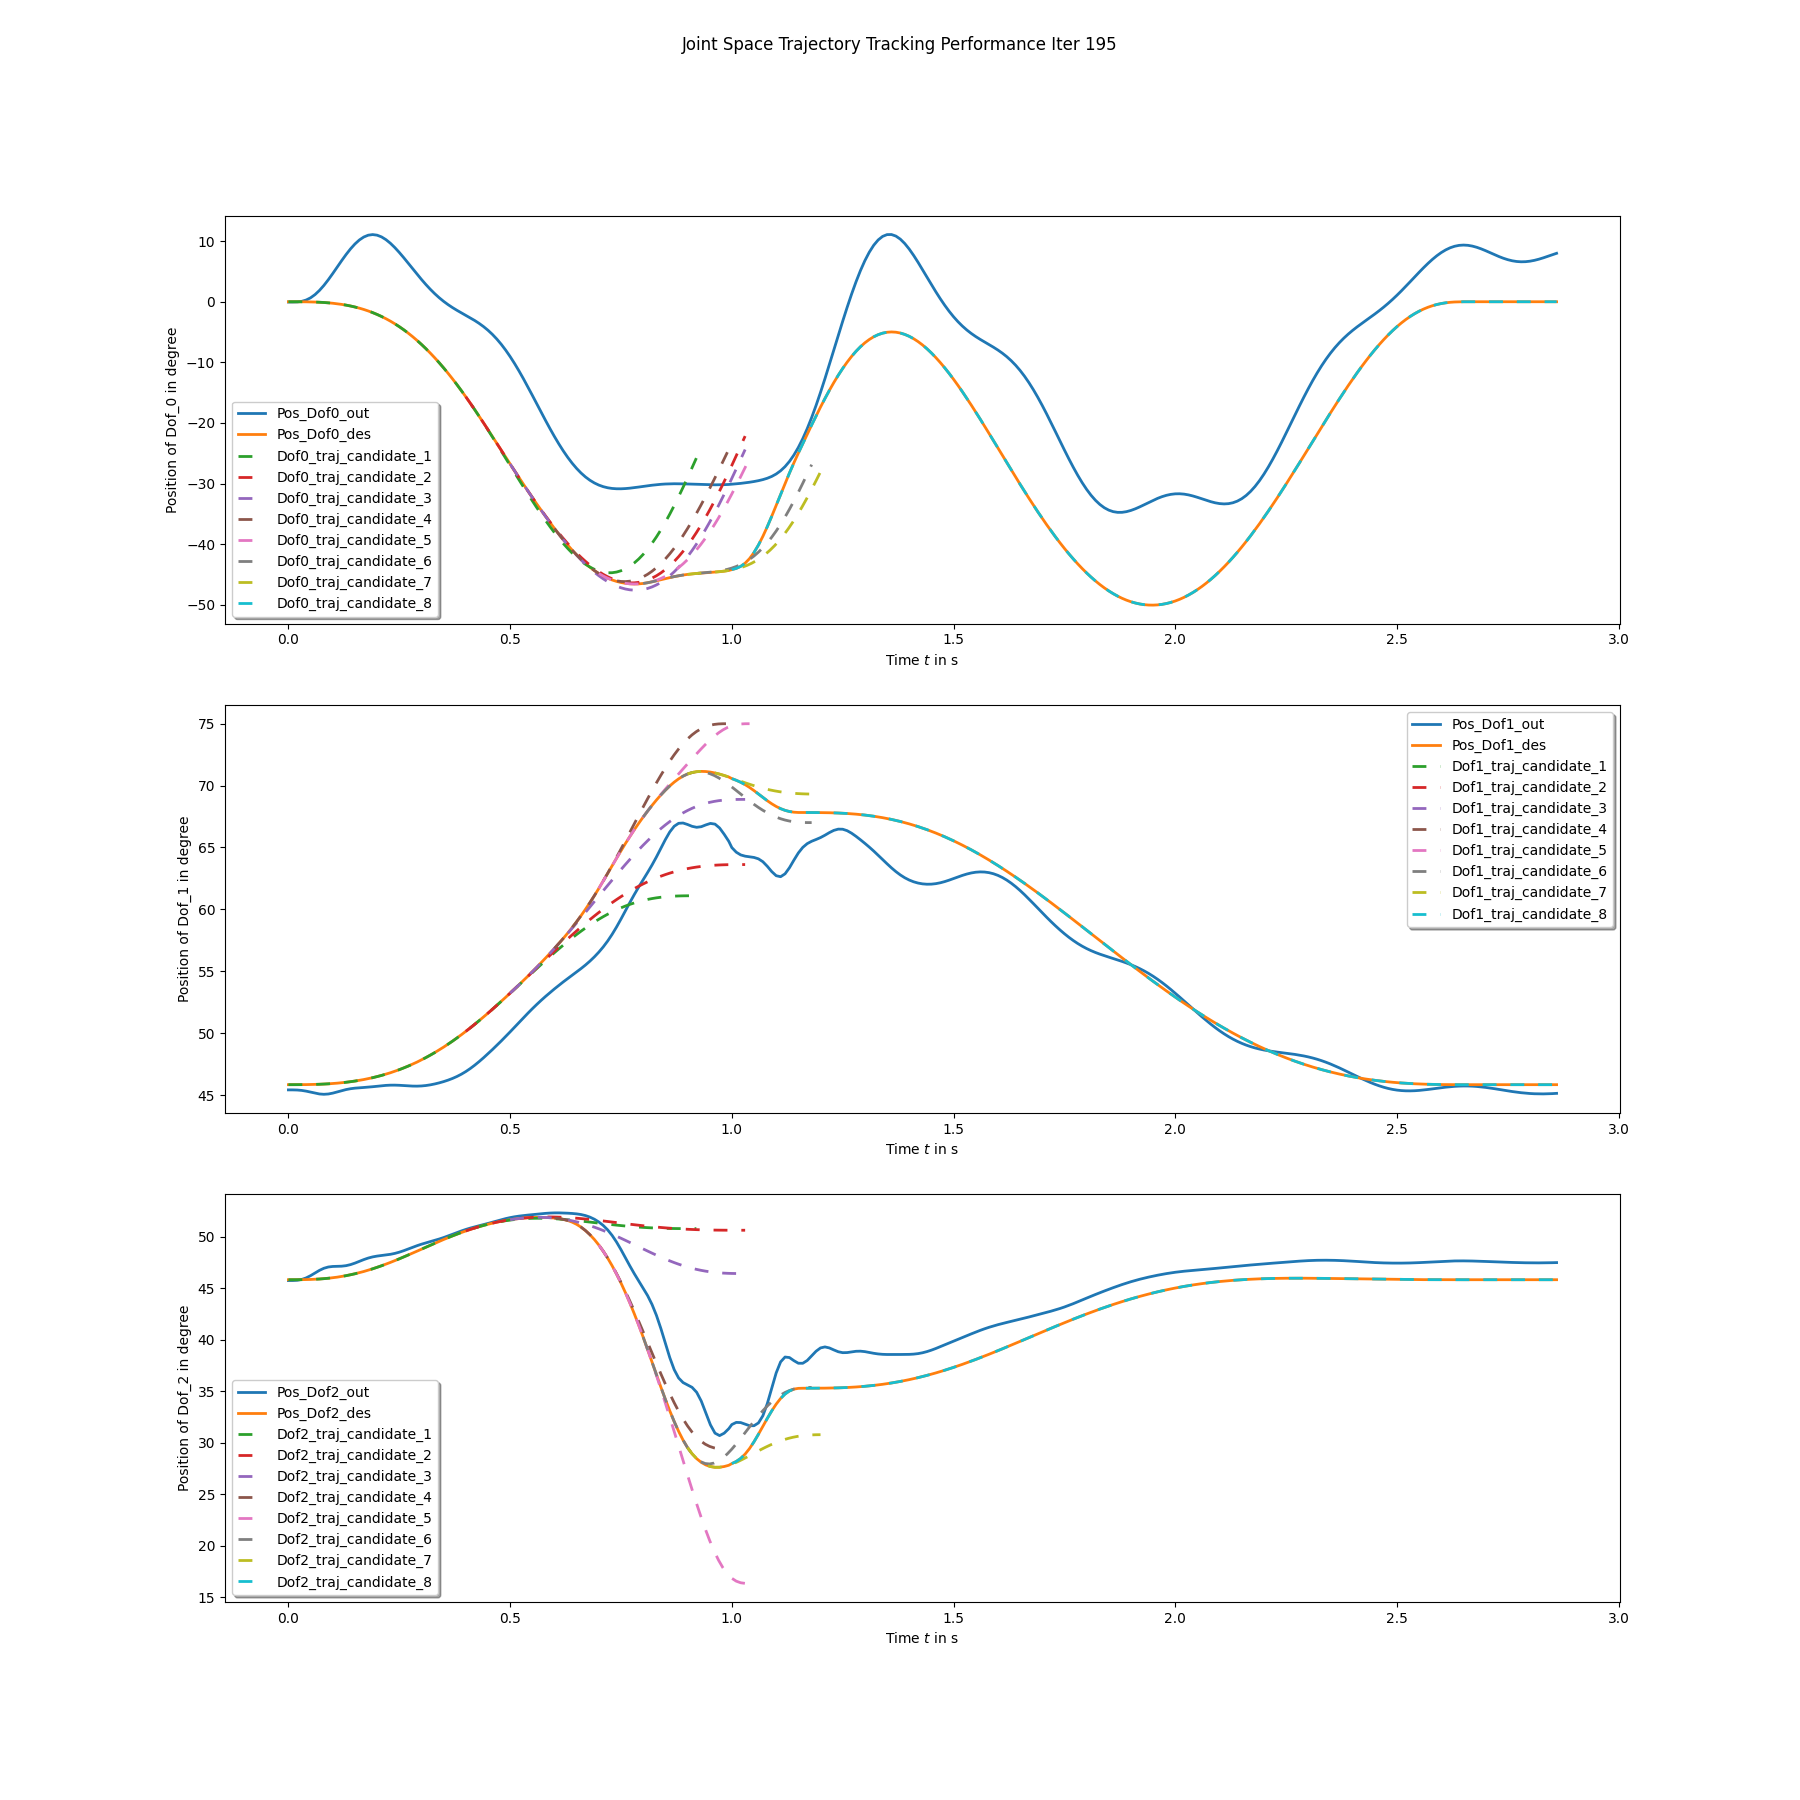 Joint Space Trajectory Tracking Performance Iter 195
Position of Dof_0 in degree
10
0
−10
−20
−30
−40
−50
Pos_Dof0_out
Pos_Dof0_des
Dof0_traj_candidate_1
Dof0_traj_candidate_2
Dof0_traj_candidate_3
Dof0_traj_candidate_4
Dof0_traj_candidate_5
Dof0_traj_candidate_6
Dof0_traj_candidate_7
Dof0_traj_candidate_8
0.0 0.5 1.0 1.5 2.0 2.5 3.0
Time t in s
Position of Dof_1 in degree
75
70
65
60
55
50
45
Pos_Dof1_out
Pos_Dof1_des
Dof1_traj_candidate_1
Dof1_traj_candidate_2
Dof1_traj_candidate_3
Dof1_traj_candidate_4
Dof1_traj_candidate_5
Dof1_traj_candidate_6
Dof1_traj_candidate_7
Dof1_traj_candidate_8
0.0 0.5 1.0 1.5 2.0 2.5 3.0
Time t in s
Position of Dof_2 in degree
50
45
40
35
30
25
20
15
Pos_Dof2_out
Pos_Dof2_des
Dof2_traj_candidate_1
Dof2_traj_candidate_2
Dof2_traj_candidate_3
Dof2_traj_candidate_4
Dof2_traj_candidate_5
Dof2_traj_candidate_6
Dof2_traj_candidate_7
Dof2_traj_candidate_8
0.0 0.5 1.0 1.5 2.0 2.5 3.0
Time t in s